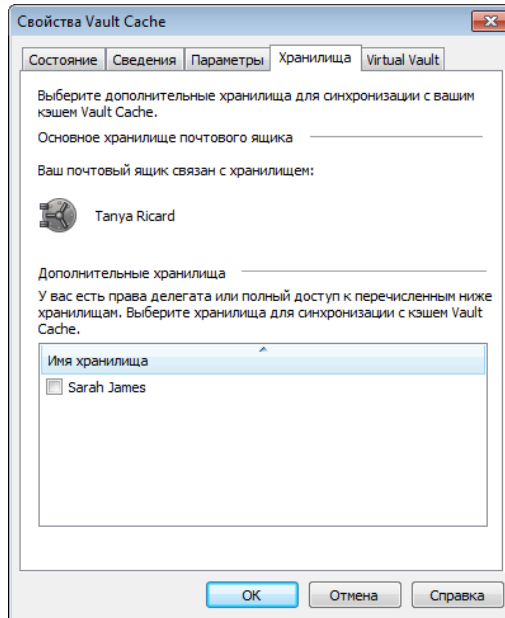 Свойства Vault Cache
Состояние Сведения Параметры Хранилища Virtual Vault
Выберите дополнительные хранилища для синхронизации с вашим
кэшем Vault Cache.
Основное хранилище почтового ящика
Ваш почтовый ящик связан с хранилищем:
Tanya Ricard
Дополнительные хранилища
У вас есть права делегата или полный доступ к перечисленным ниже
хранилищам. Выберите хранилища для синхронизации с кэшем Vault
Cache.
Имя хранилища
Sarah James
OK Отмена Справка